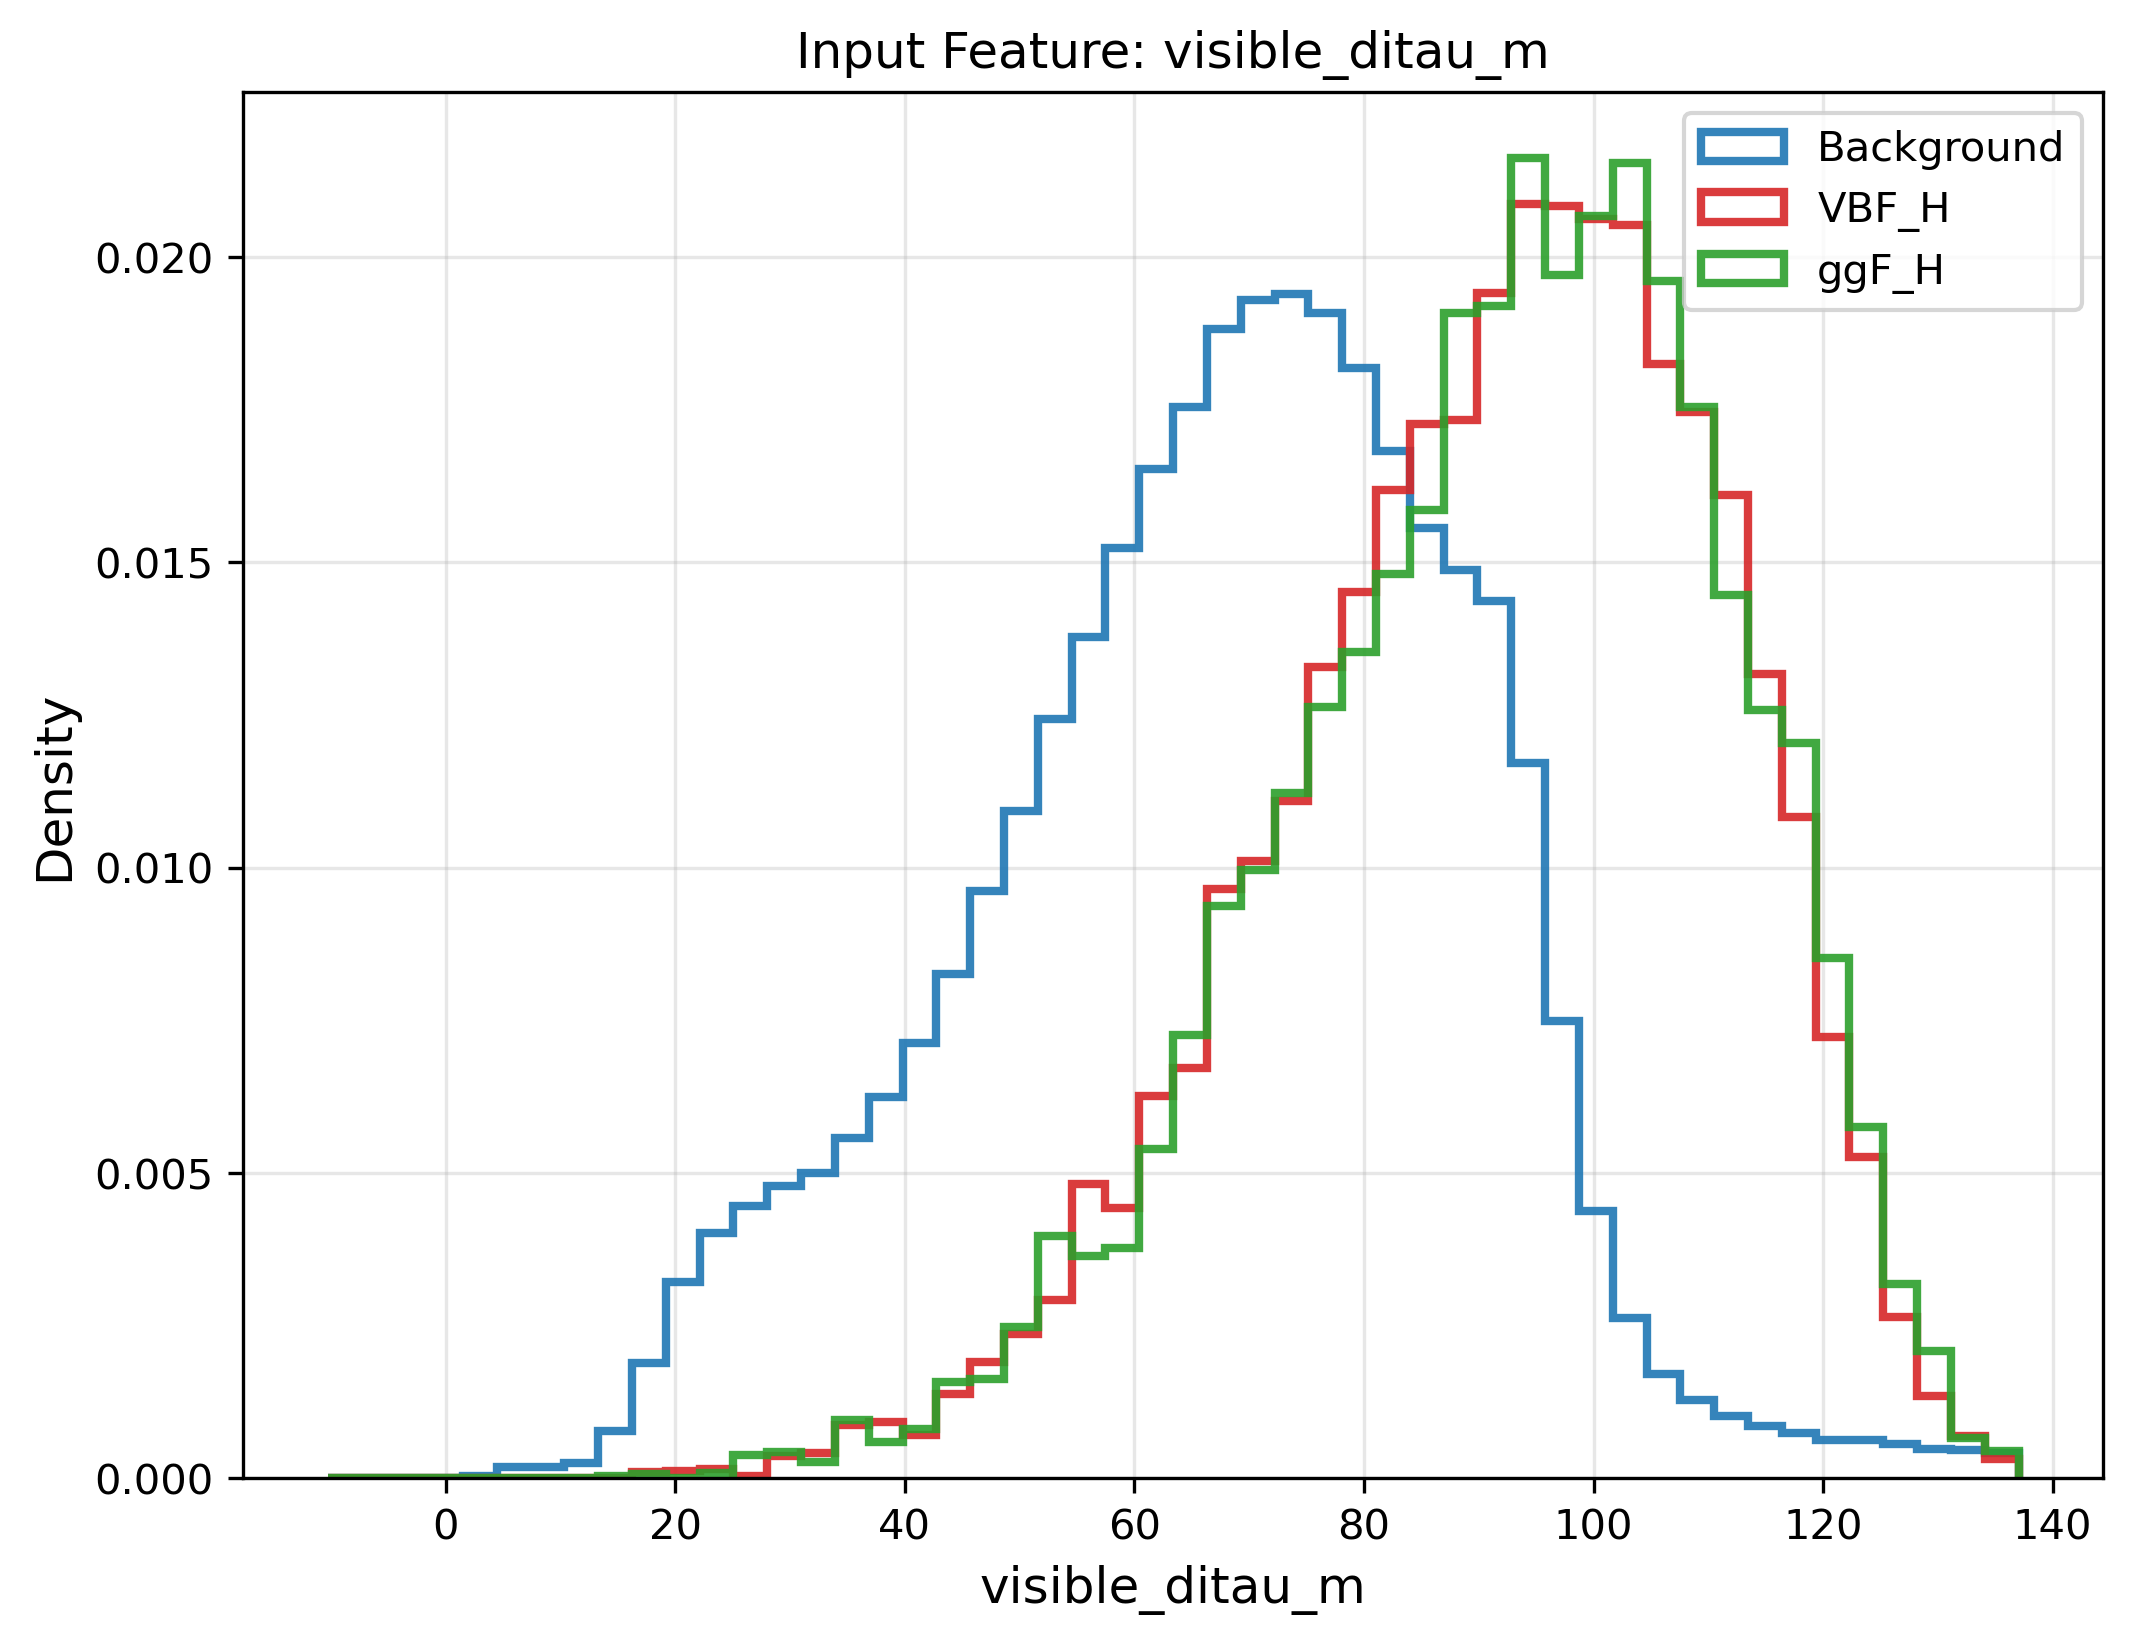 Input Feature: visible_ditau_m
Background
VBF_H
ggF_H
Density
0.020
0.015
0.010
0.005
0.000
0 20 40 60 80 100 120 140
visible_ditau_m